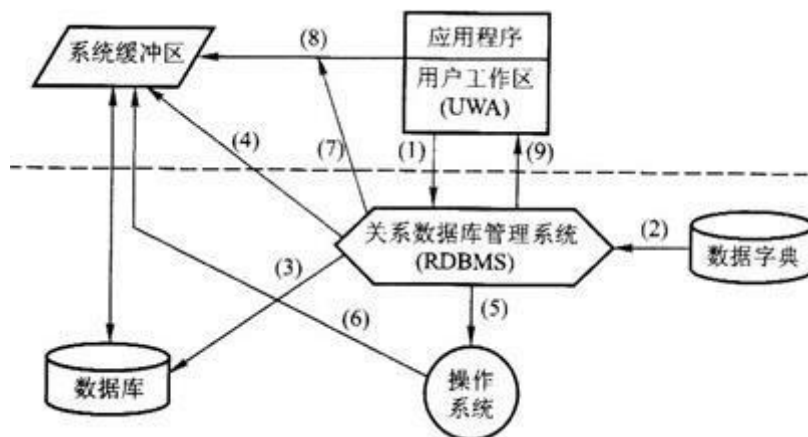 系统缓冲区
(8)
应用程序
用户工作区
(UWA)
(4)
(7)
(1)
(9)
关系数据库管理系统
(RDBMS)
(2)
数据字典
(3)
(6)
(5)
数据库
操作
系统